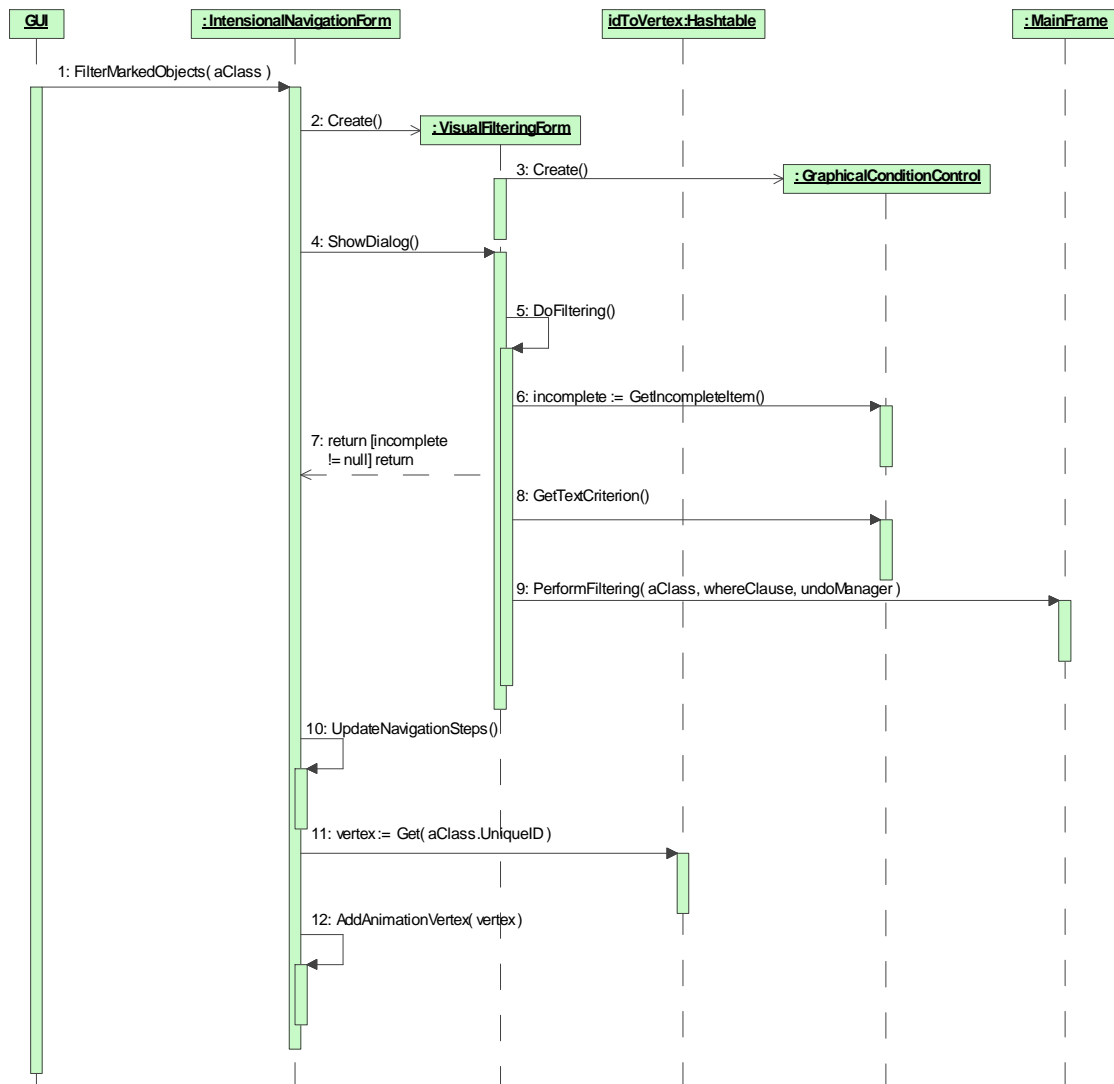 GUI
: IntensionalNavigationForm
idToVertex:Hashtable
: MainFrame
1: FilterMarkedObjects( aClass )
2: Create()
: VisualFilteringForm
3: Create()
: GraphicalConditionControl
4: ShowDialog()
5: DoFiltering()
6: incomplete := GetIncompleteItem()
7: return [incomplete
!= null] return
8: GetTextCriterion()
9: PerformFiltering( aClass, whereClause, undoManager )
10: UpdateNavigationSteps()
11: vertex := Get( aClass.UniqueID )
12: AddAnimationVertex( vertex )